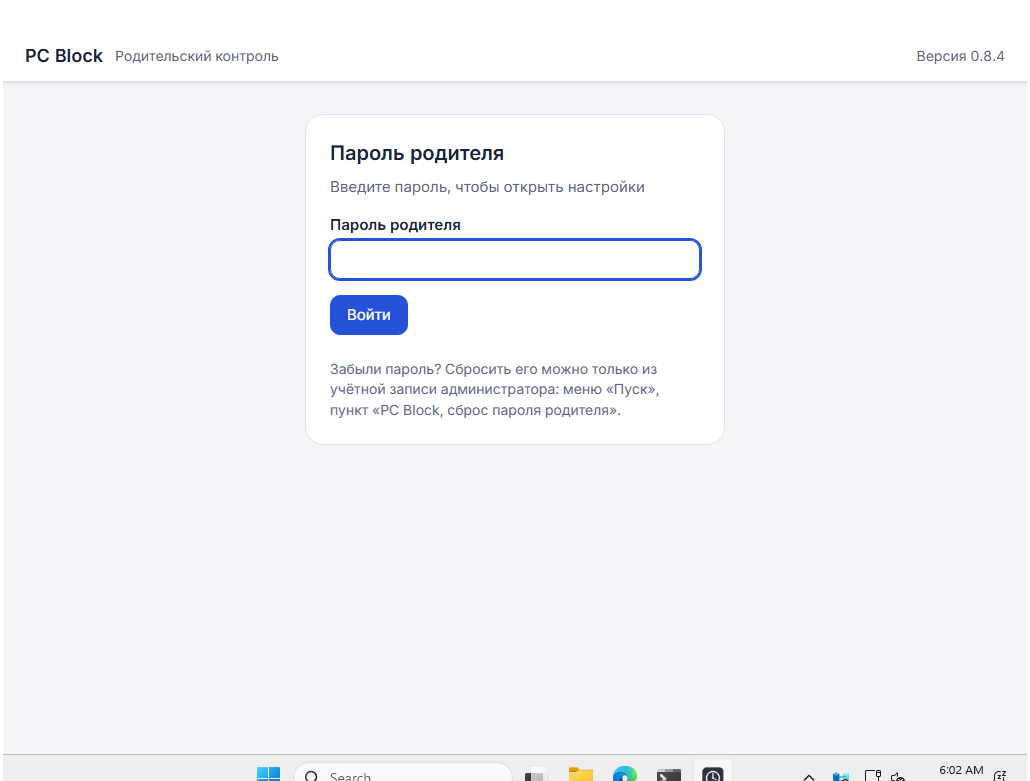 PC Block Родительский контроль Версия 0.8.4
Пароль родителя
Введите пароль, чтобы открыть настройки
Пароль родителя
Войти
Забыли пароль? Сбросить его можно только из
учётной записи администратора: меню «Пуск»,
пункт «PC Block, сброс пароля родителя».
Search
6:02 AM